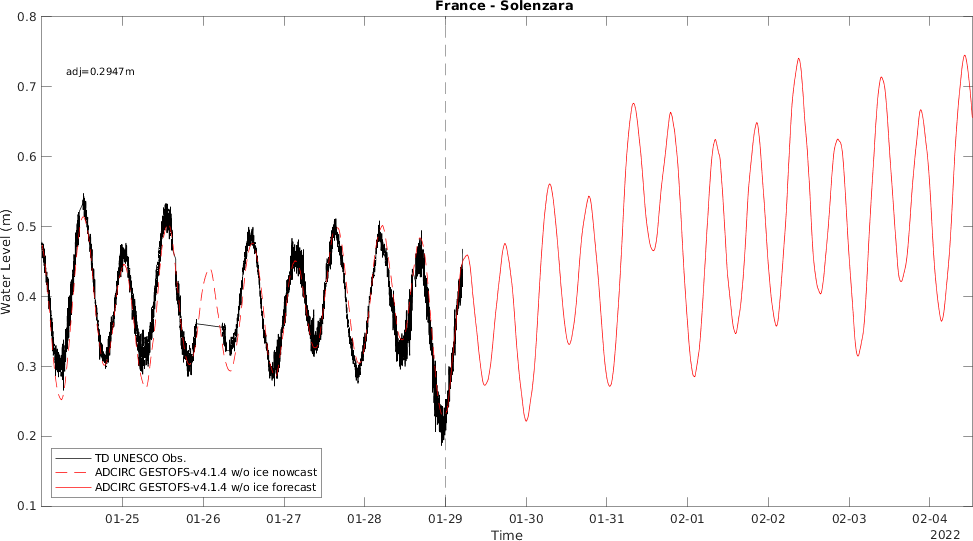 France - Solenzara
adj=0.2947m
Water Level (m)
0.8
0.7
0.6
0.5
0.4
0.3
0.2
0.1
TD UNESCO Obs.
ADCIRC GESTOFS-v4.1.4 w/o ice nowcast
ADCIRC GESTOFS-v4.1.4 w/o ice forecast
01-25 01-26 01-27 01-28 01-29 01-30 01-31 02-01 02-02 02-03 02-04
Time
2022